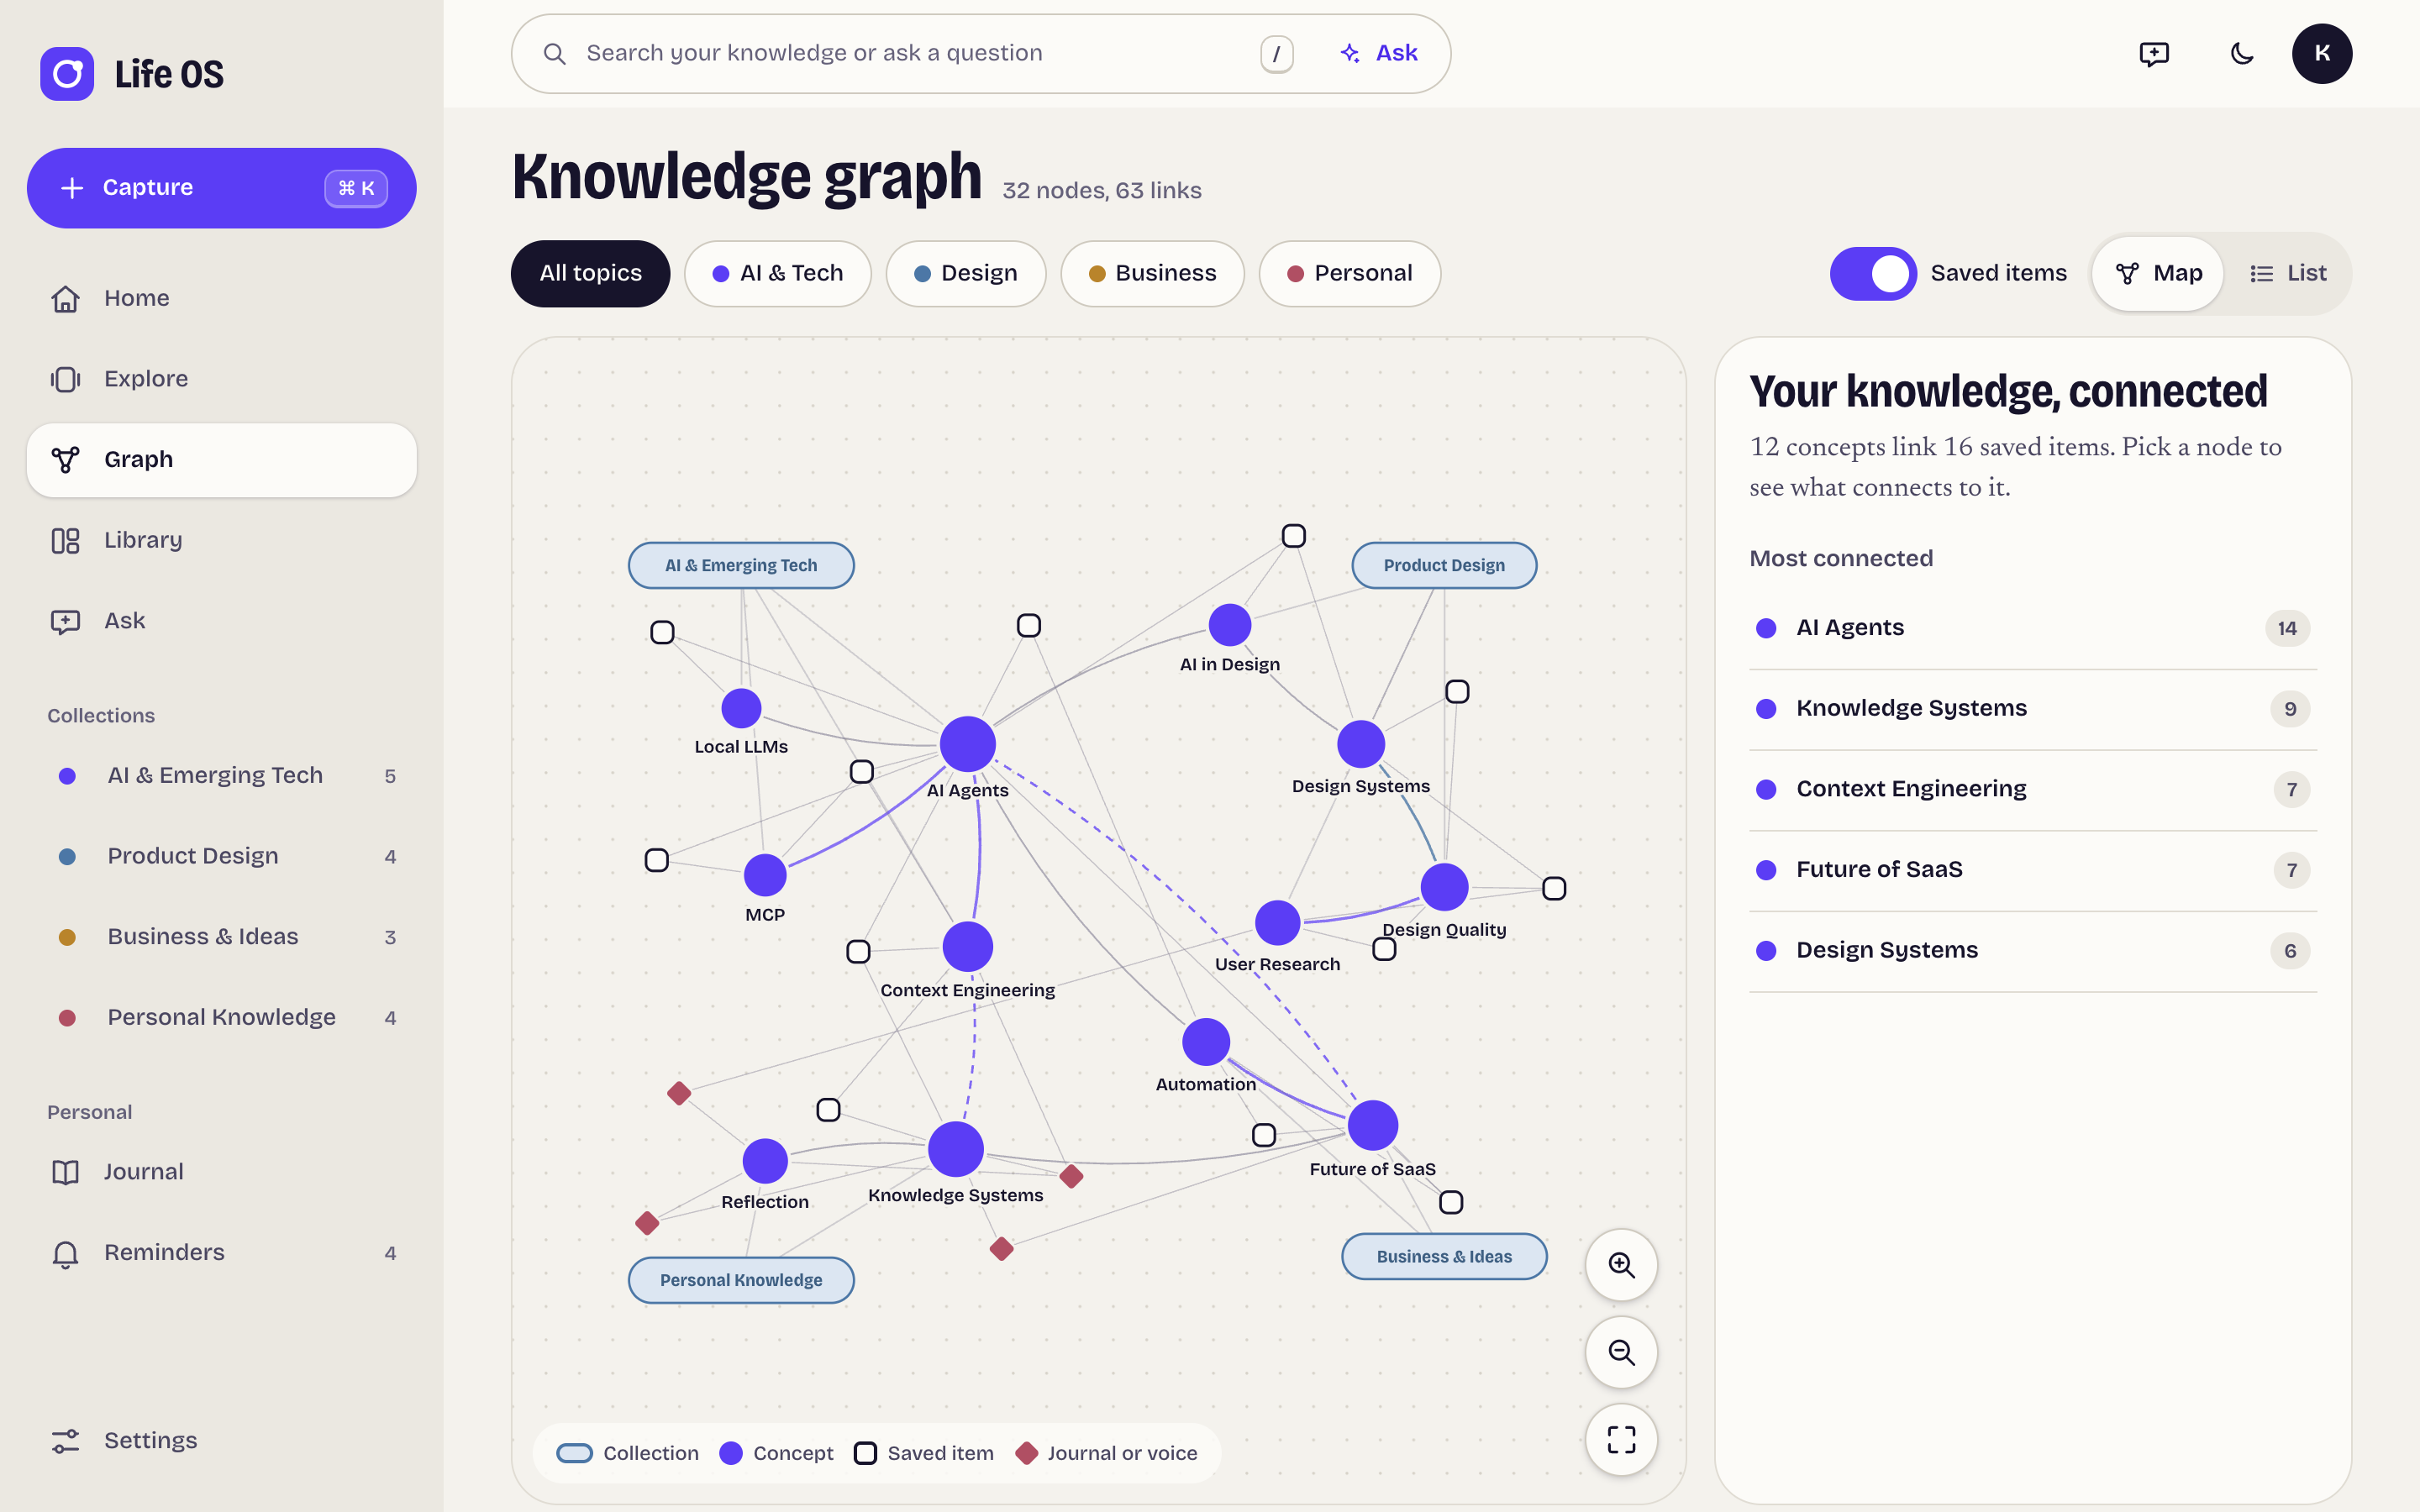 Life OS
Search your knowledge or ask a question
/
Ask
K
Capture
⌘ K
Home
Explore
Graph
Library
Ask
Collections
AI & Emerging Tech 5
Product Design 4
Business & Ideas 3
Personal Knowledge 4
Personal
Journal
Reminders 4
Settings
Knowledge graph
32 nodes, 63 links
All topics
AI & Tech
Design
Business
Personal
Saved items
Map
List
AI & Emerging Tech
Product Design
AI in Design
Local LLMs
AI Agents
Design Systems
MCP
Design Quality
User Research
Context Engineering
Automation
Future of SaaS
Knowledge Systems
Reflection
Business & Ideas
Personal Knowledge
Collection
Concept
Saved item
Journal or voice
Your knowledge, connected
12 concepts link 16 saved items. Pick a node to
see what connects to it.
Most connected
AI Agents 14
Knowledge Systems 9
Context Engineering 7
Future of SaaS 7
Design Systems 6